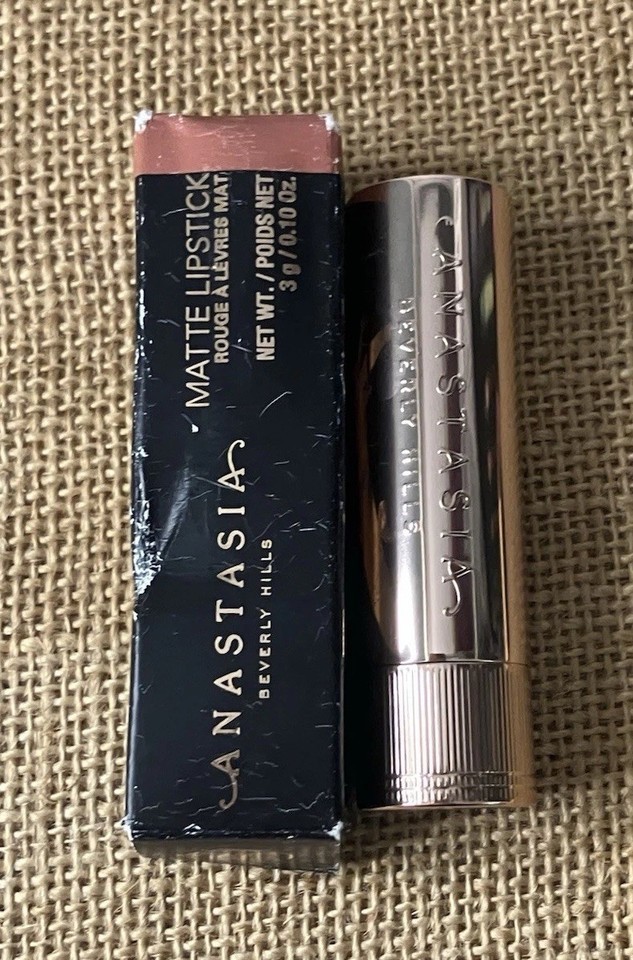 MATTE LIPSTICK
ROUGE À LÈVRES MAT
NET WT. / POIDS NET
3 g / 0.10 Oz.
ANASTASIA
BEVERLY HILLS
ANASTASIA
BEVERLY HILLS